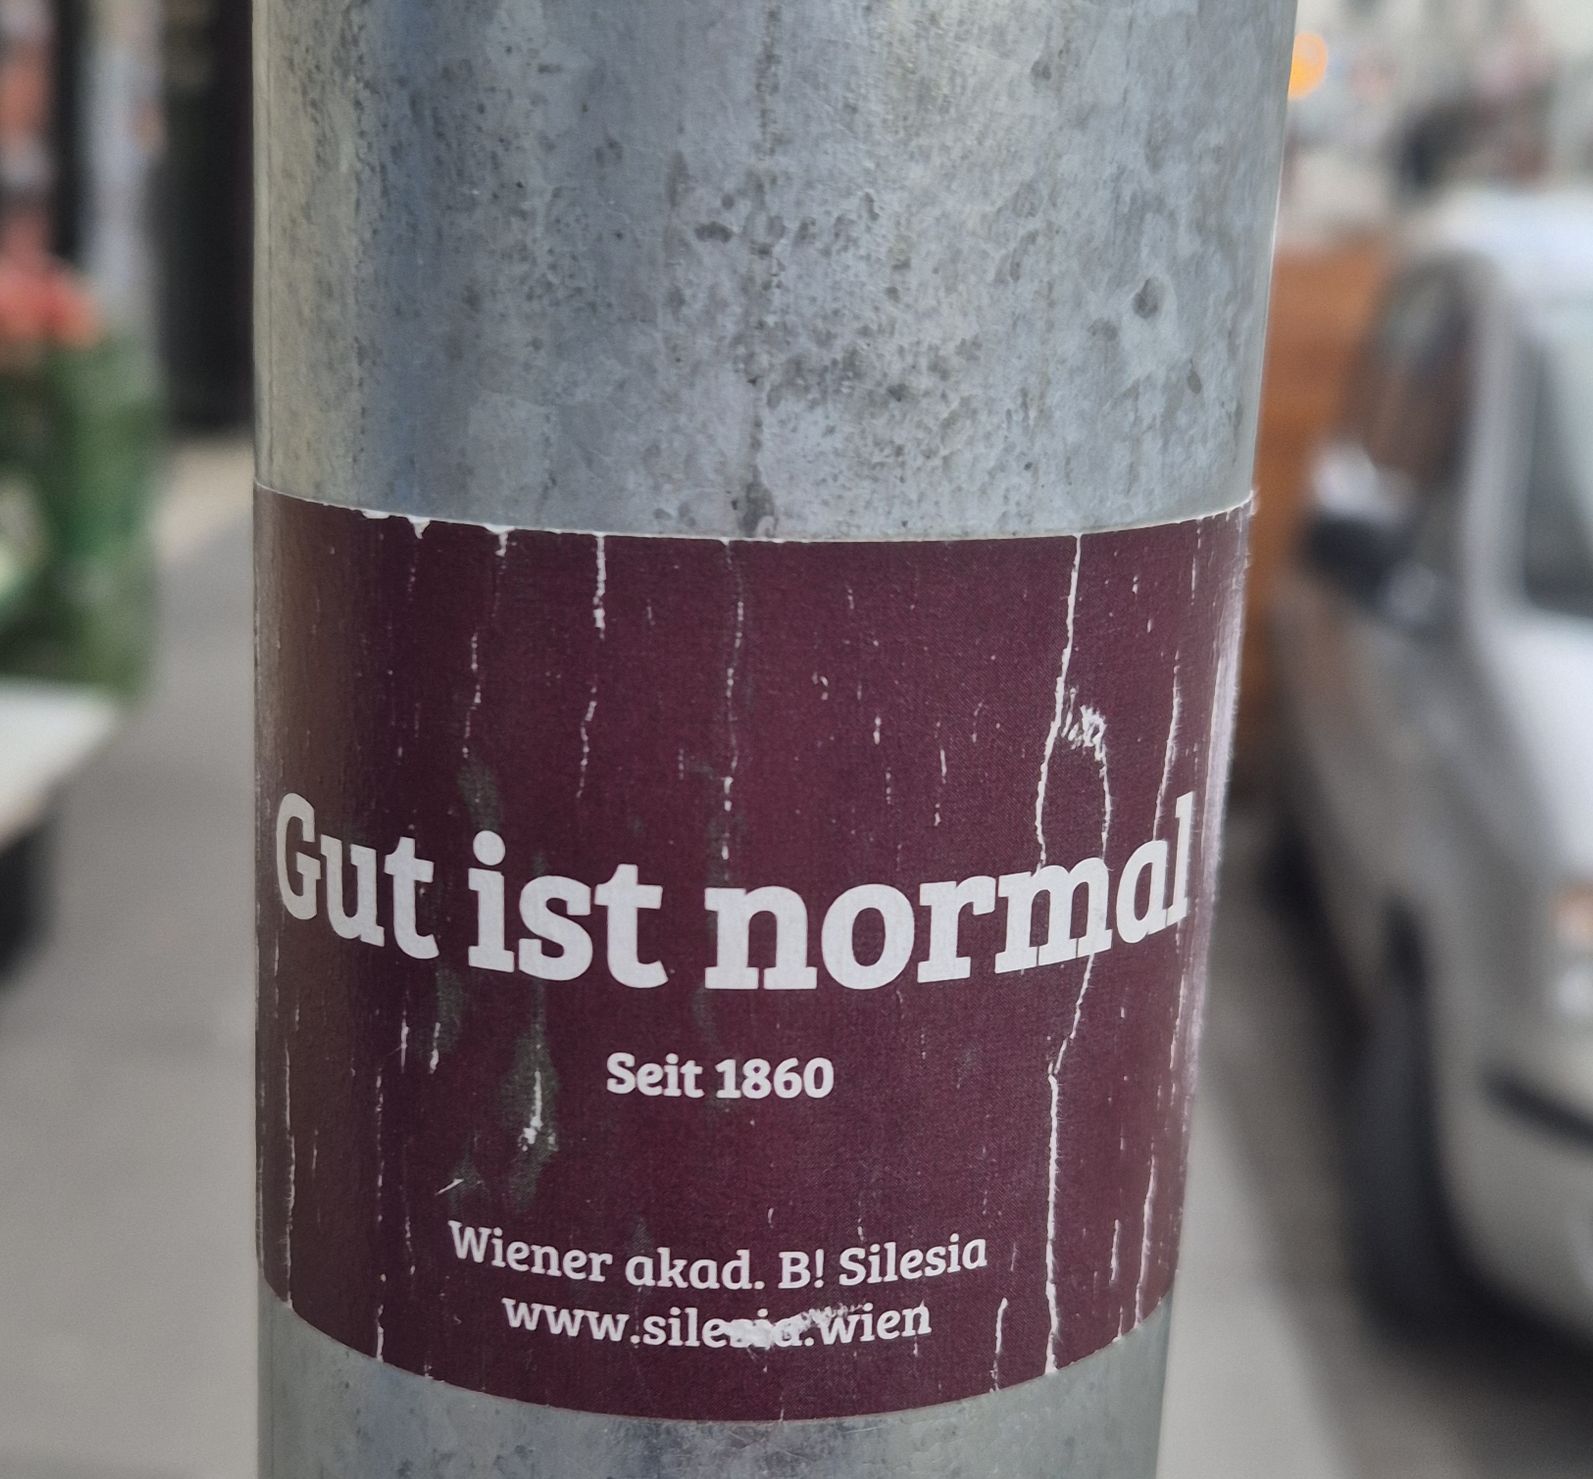 Gut ist normal
Seit 1860
Wiener akad. B! Silesia
www.silesia.wien